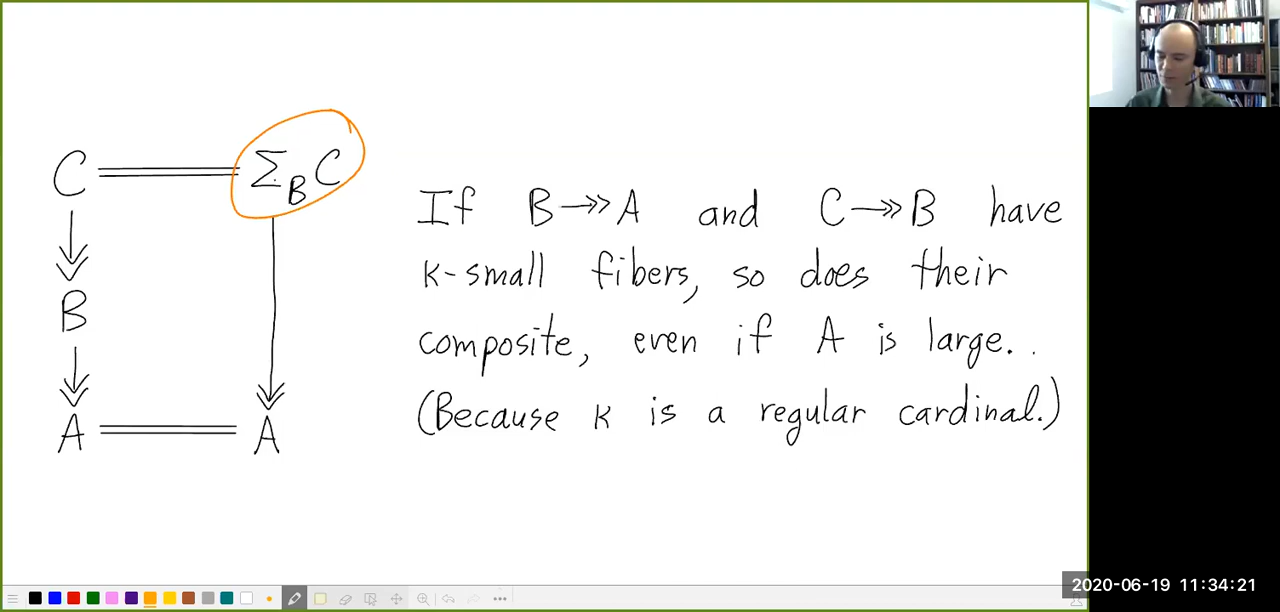 C Σ_B C
If B ↠ A and C ↠ B have
κ-small fibers, so does their
B
composite, even if A is large. .
(Because κ is a regular cardinal.)
A A
2020-06-19 11:34:21